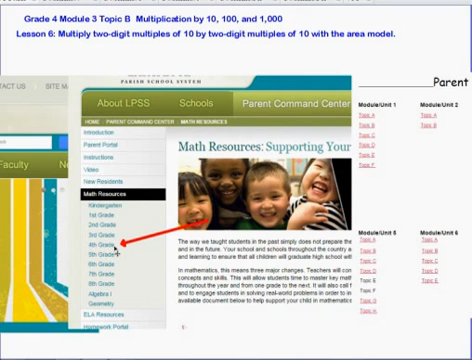 Grade 4 Module 3 Topic B Multiplication by 10, 100, and 1,000
Lesson 6: Multiply two-digit multiples of 10 by two-digit multiples of 10 with the area model.
PARISH SCHOOL SYSTEM
ACT US
SITE
About LPSS
Schools
Parent Command Center
HOME
PARENT COMMAND CENTER
MATH RESOURCES
Faculty
Introduction
Parent Portal
Instructions
Video
New Residents
Math Resources
Kindergarten
1st Grade
2nd Grade
3rd Grade
4th Grade
5th Grade
6th Grade
7th Grade
8th Grade
Algebra I
Geometry
ELA Resources
Homework Portal
Math Resources: Supporting Your
The way we taught students in the past simply does not prepare the
and in the future. Your school and schools throughout the country a
and learning to ensure that all children will graduate high school wit
In mathematics, this means three major changes. Teachers will con
concepts and skills. This will allow students time to master key mat
throughout the year and from one grade to the next. It will also call
and to engage students in solving real-world problems in order to in
available document below to help support your child in mathematics
Parent
Module/Unit 1
Module/Unit 2
Topic A
Topic A
Topic B
Topic B
Topic C
Topic D
Topic E
Topic F
Module/Unit 5
Module/Unit 6
Topic A
Topic A
Topic B
Topic B
Topic C
Topic C
Topic D
Topic D
Topic E
Topic E
Topic F
Topic G
Topic H